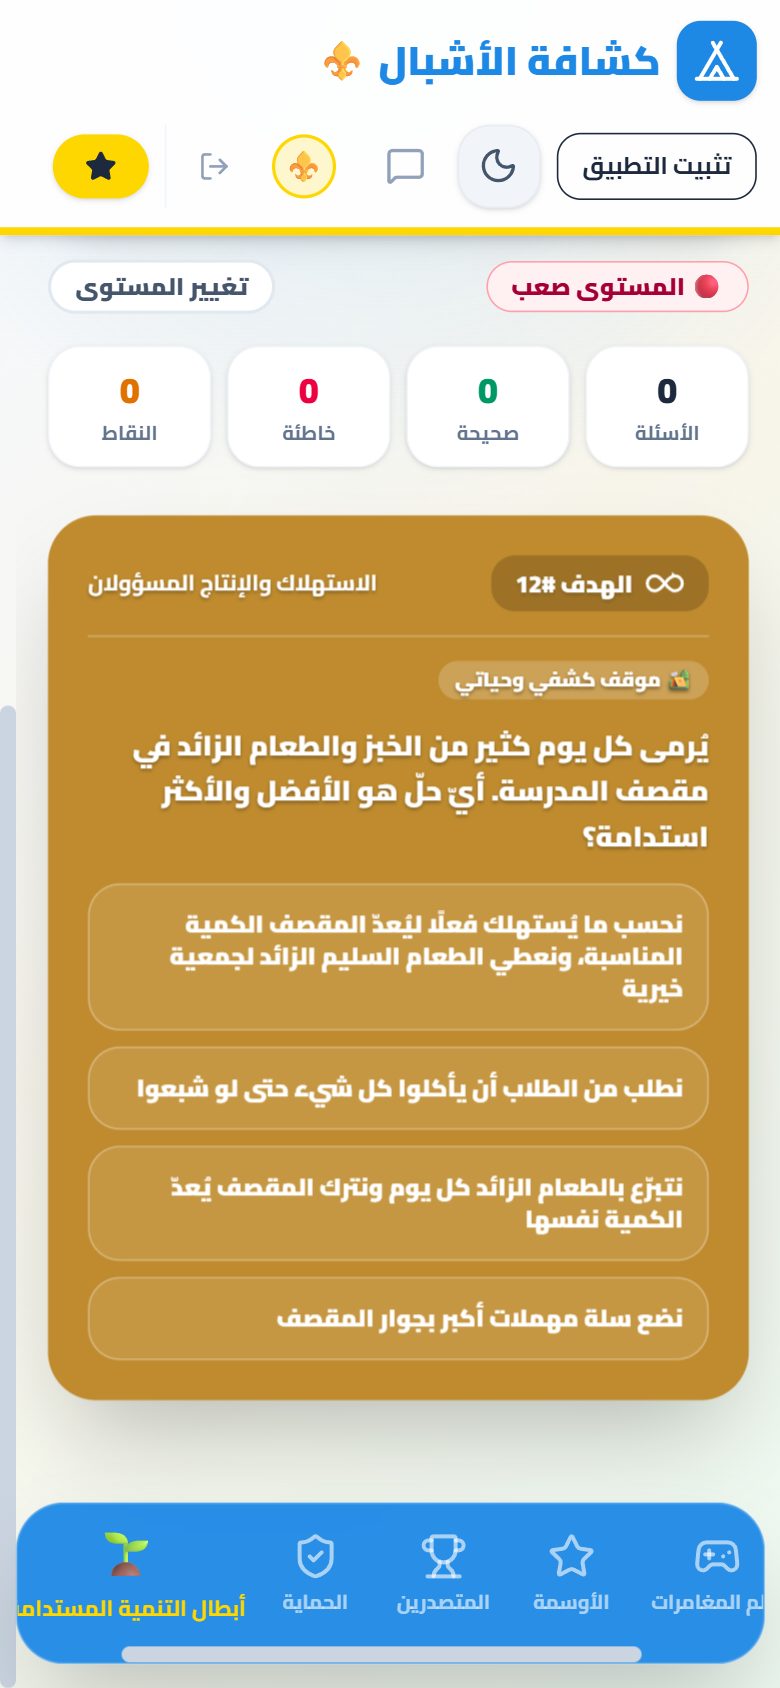 كشافة الأشبال
تثبيت التطبيق
المستوى صعب
تغيير المستوى
0
الأسئلة
0
صحيحة
0
خاطئة
0
النقاط
الهدف #12
الاستهلاك والإنتاج المسؤولان
موقف كشفي وحياتي
يُرمى كل يوم كثير من الخبز والطعام الزائد في
مقصف المدرسة. أيّ حلّ هو الأفضل والأكثر
استدامة؟
نحسب ما يُستهلك فعلًا ليُعدّ المقصف الكمية
المناسبة، ونعطي الطعام السليم الزائد لجمعية
خيرية
نطلب من الطلاب أن يأكلوا كل شيء حتى لو شبعوا
نتبرّع بالطعام الزائد كل يوم ونترك المقصف يُعدّ
الكمية نفسها
نضع سلة مهملات أكبر بجوار المقصف
لم المغامرات
الأوسمة
المتصدرين
الحماية
أبطال التنمية المستدام